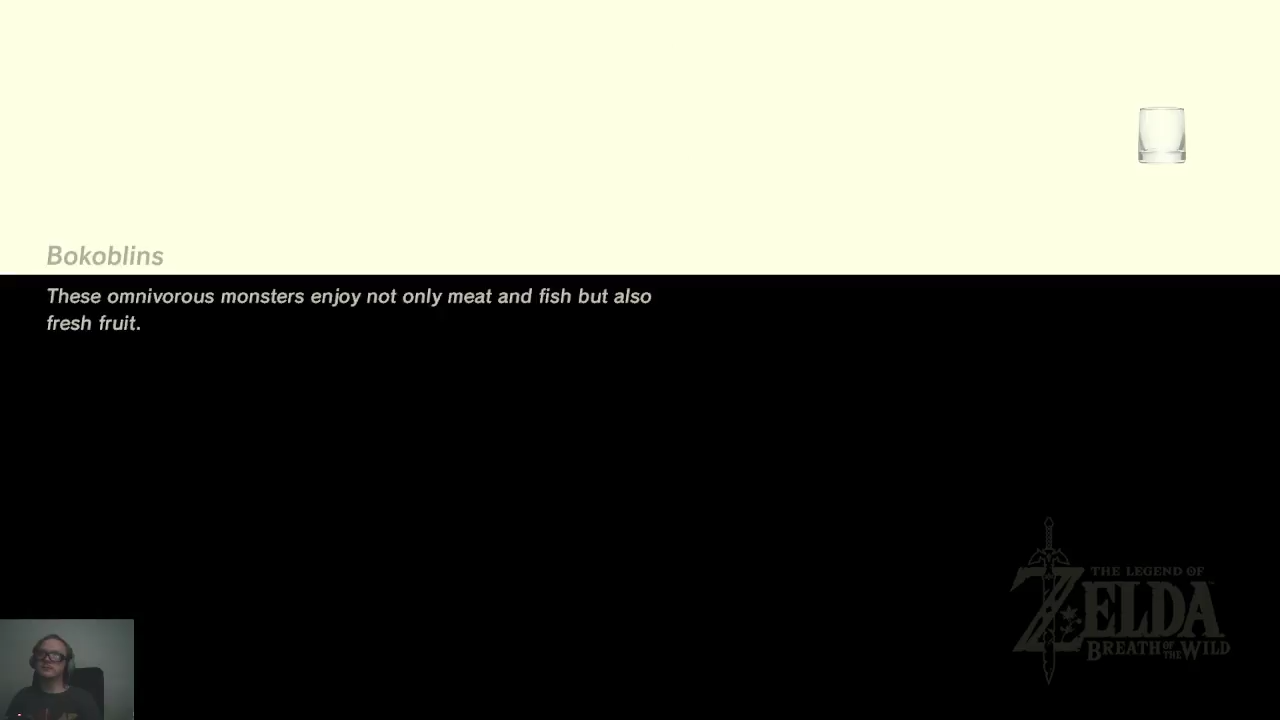 Bokoblins
These omnivorous monsters enjoy not only meat and fish but also
fresh fruit.
THE LEGEND OF
ZELDA
BREATH OF THE WILD